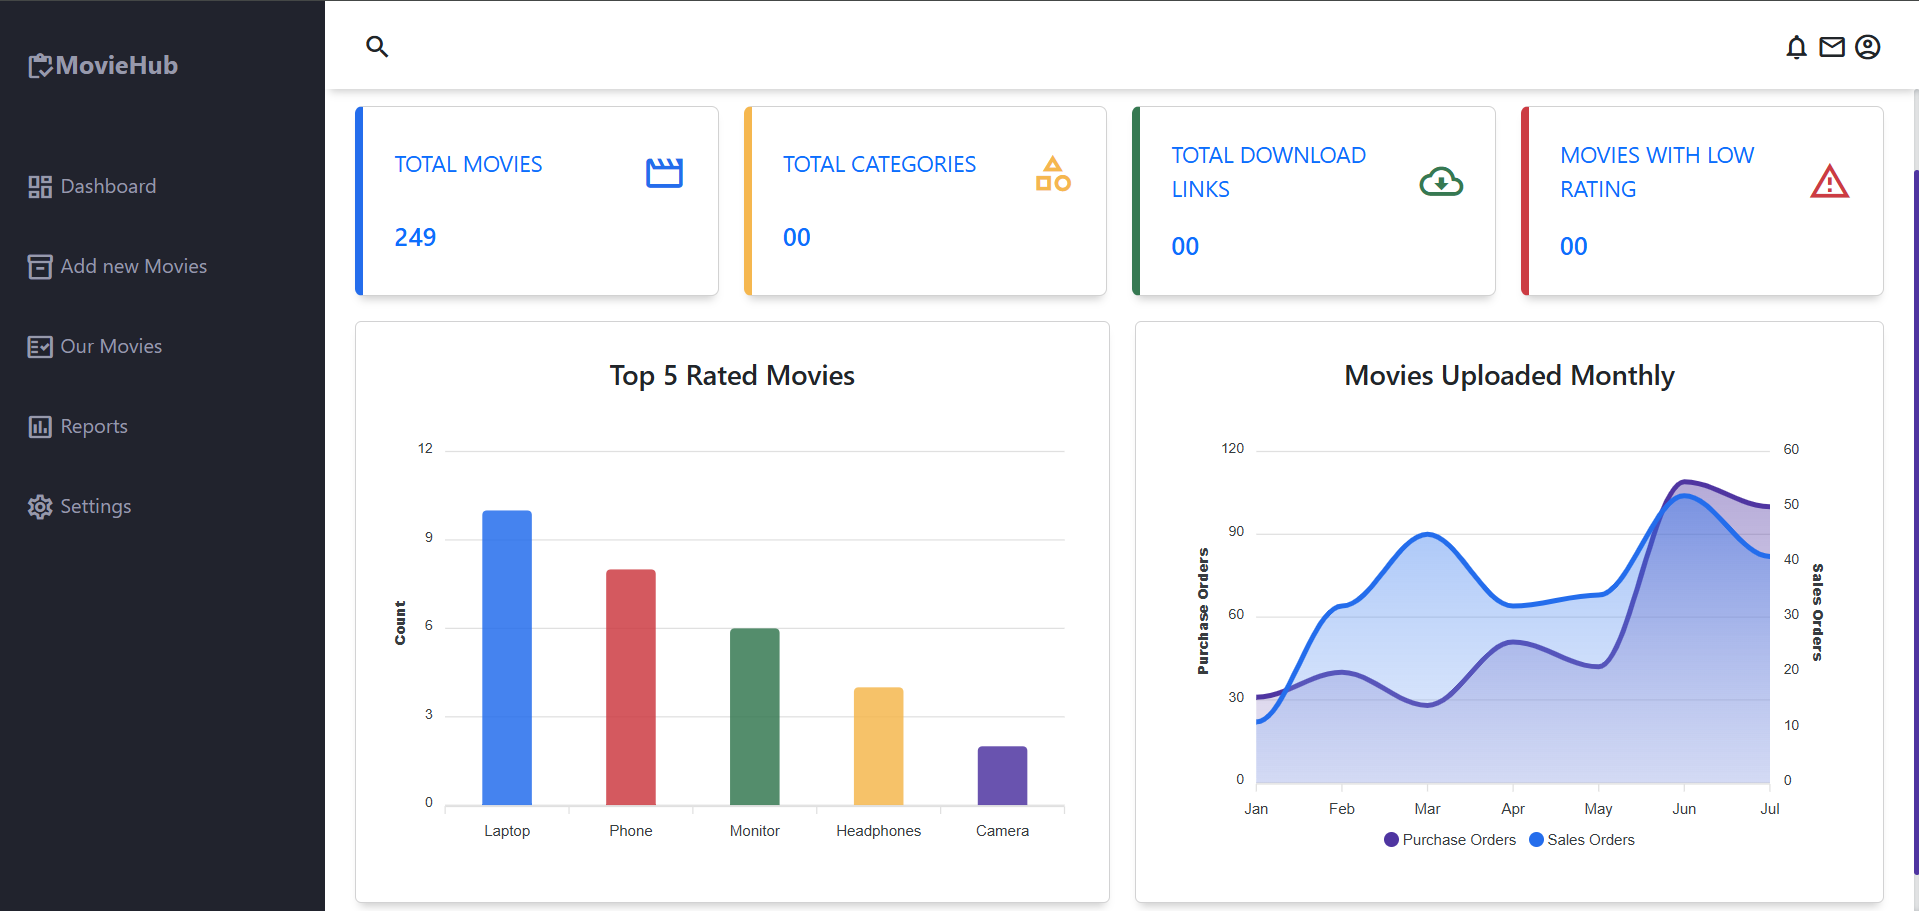 MovieHub
Dashboard
Add new Movies
Our Movies
Reports
Settings
TOTAL MOVIES
249
TOTAL CATEGORIES
00
TOTAL DOWNLOAD
LINKS
00
MOVIES WITH LOW
RATING
00
Top 5 Rated Movies
12
9
6
3
0
Count
Laptop Phone Monitor Headphones Camera
Movies Uploaded Monthly
120
90
60
30
0
Purchase Orders
60
50
40
30
20
10
0
Sales Orders
Jan Feb Mar Apr May Jun Jul
Purchase Orders Sales Orders